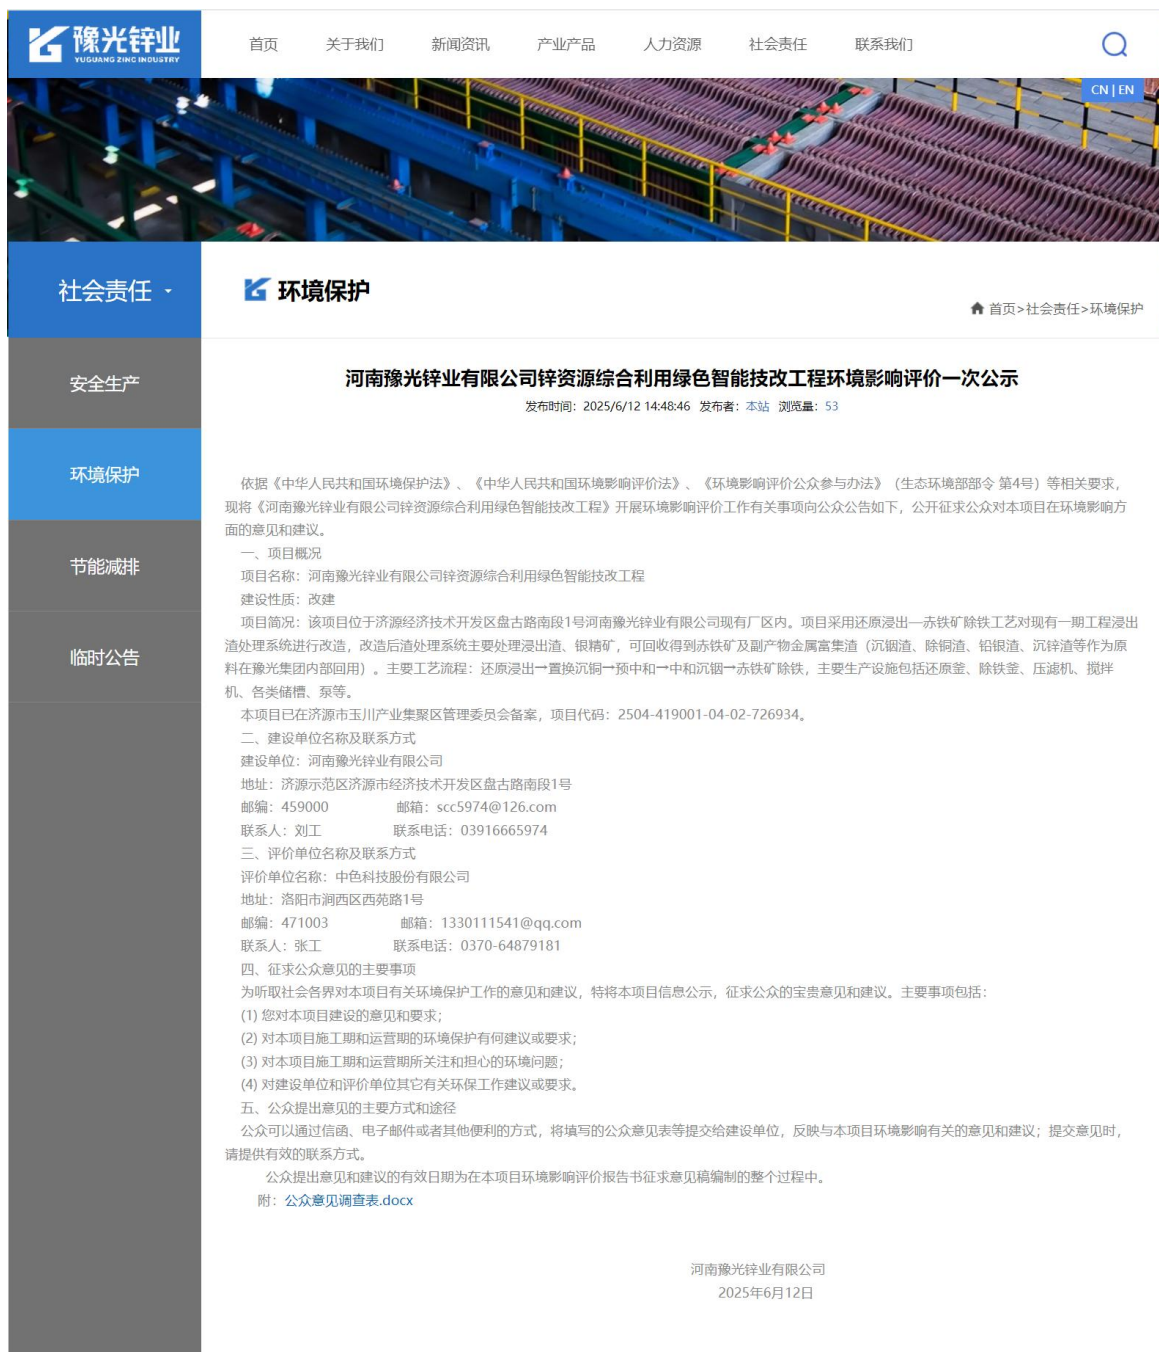 豫光锌业
YUGUANG ZINC INDUSTRY
首页 关于我们 新闻资讯 产业产品 人力资源 社会责任 联系我们
CN | EN
社会责任
环境保护
首页>社会责任>环境保护
安全生产
环境保护
节能减排
临时公告
河南豫光锌业有限公司锌资源综合利用绿色智能技改工程环境影响评价一次公示
发布时间：2025/6/12 14:48:46 发布者：本站 浏览量：53
依据《中华人民共和国环境保护法》、《中华人民共和国环境影响评价法》、《环境影响评价公众参与办法》（生态环境部部令 第4号）等相关要求，
现将《河南豫光锌业有限公司锌资源综合利用绿色智能技改工程》开展环境影响评价工作有关事项向公众公告如下，公开征求公众对本项目在环境影响方
面的意见和建议。
一、项目概况
项目名称：河南豫光锌业有限公司锌资源综合利用绿色智能技改工程
建设性质：改建
项目简况：该项目位于济源经济技术开发区盘古路南段1号河南豫光锌业有限公司现有厂区内。项目采用还原浸出—赤铁矿除铁工艺对现有一期工程浸出
渣处理系统进行改造，改造后渣处理系统主要处理浸出渣、银精矿，可回收得到赤铁矿及副产物金属富集渣（沉铟渣、除铜渣、铅银渣、沉锌渣等作为原
料在豫光集团内部回用）。主要工艺流程：还原浸出→置换沉铜→预中和→中和沉铟→赤铁矿除铁，主要生产设施包括还原釜、除铁釜、压滤机、搅拌
机、各类储槽、泵等。
本项目已在济源市玉川产业集聚区管理委员会备案，项目代码：2504-419001-04-02-726934。
二、建设单位名称及联系方式
建设单位：河南豫光锌业有限公司
地址：济源示范区济源市经济技术开发区盘古路南段1号
邮编：459000 邮箱：scc5974@126.com
联系人：刘工 联系电话：03916665974
三、评价单位名称及联系方式
评价单位名称：中色科技股份有限公司
地址：洛阳市涧西区西苑路1号
邮编：471003 邮箱：1330111541@qq.com
联系人：张工 联系电话：0370-64879181
四、征求公众意见的主要事项
为听取社会各界对本项目有关环境保护工作的意见和建议，特将本项目信息公示，征求公众的宝贵意见和建议。主要事项包括：
(1) 您对本项目建设的意见和要求；
(2) 对本项目施工期和运营期的环境保护有何建议或要求；
(3) 对本项目施工期和运营期所关注和担心的环境问题；
(4) 对建设单位和评价单位其它有关环保工作建议或要求。
五、公众提出意见的主要方式和途径
公众可以通过信函、电子邮件或者其他便利的方式，将填写的公众意见表等提交给建设单位，反映与本项目环境影响有关的意见和建议；提交意见时，
请提供有效的联系方式。
公众提出意见和建议的有效日期为在本项目环境影响评价报告书征求意见稿编制的整个过程中。
附：公众意见调查表.docx
河南豫光锌业有限公司
2025年6月12日